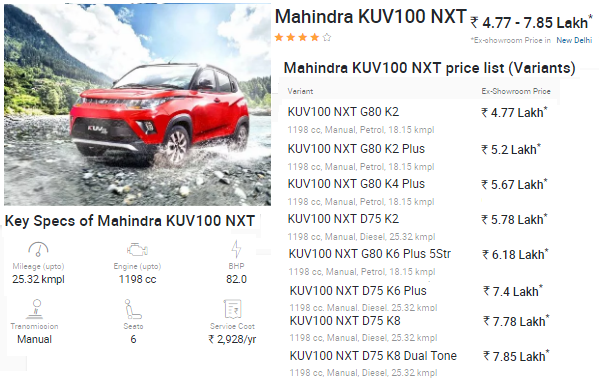 Mahindra KUV100 NXT ₹ 4.77 - 7.85 Lakh*
*Ex-showroom Price in New Delhi
Mahindra KUV100 NXT price list (Variants)
Variant Ex-Showroom Price
KUV100 NXT G80 K2 ₹ 4.77 Lakh*
1198 cc, Manual, Petrol, 18.15 kmpl
KUV100 NXT G80 K2 Plus ₹ 5.2 Lakh*
1198 cc, Manual, Petrol, 18.15 kmpl
KUV100 NXT G80 K4 Plus ₹ 5.67 Lakh*
1198 cc, Manual, Petrol, 18.15 kmpl
KUV100 NXT D75 K2 ₹ 5.78 Lakh*
1198 cc, Manual, Diesel, 25.32 kmpl
KUV100 NXT G80 K6 Plus 5Str ₹ 6.18 Lakh*
1198 cc, Manual, Petrol, 18.15 kmpl
KUV100 NXT D75 K6 Plus ₹ 7.4 Lakh*
1198 cc, Manual, Diesel, 25.32 kmpl
KUV100 NXT D75 K8 ₹ 7.78 Lakh*
1198 cc, Manual, Diesel, 25.32 kmpl
KUV100 NXT D75 K8 Dual Tone ₹ 7.85 Lakh*
1198 cc, Manual, Diesel, 25.32 kmpl
Key Specs of Mahindra KUV100 NXT
Mileage (upto) Engine (upto) BHP
25.32 kmpl 1198 cc 82.0
Transmission Seats Service Cost
Manual 6 ₹ 2,928/yr